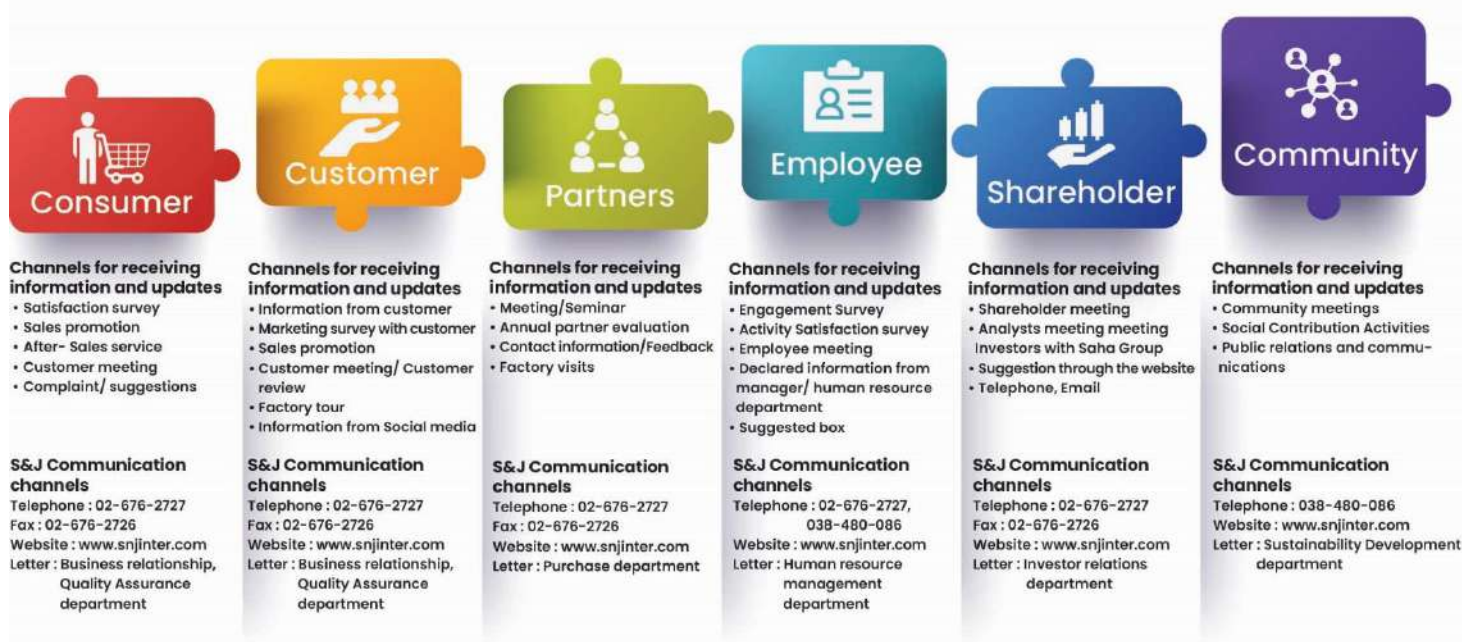 Consumer
Channels for receiving
information and updates
• Satisfaction survey
• Sales promotion
• After- Sales service
• Customer meeting
• Complaint/ suggestions
S&J Communication
channels
Telephone : 02-676-2727
Fax : 02-676-2726
Website : www.snjinter.com
Letter : Business relationship,
Quality Assurance
department
Customer
Channels for receiving
information and updates
• Information from customer
• Marketing survey with customer
• Sales promotion
• Customer meeting/ Customer
review
• Factory tour
• Information from Social media
S&J Communication
channels
Telephone : 02-676-2727
Fax : 02-676-2726
Website : www.snjinter.com
Letter : Business relationship,
Quality Assurance
department
Partners
Channels for receiving
information and updates
• Meeting/Seminar
• Annual partner evaluation
• Contact information/Feedback
• Factory visits
S&J Communication
channels
Telephone : 02-676-2727
Fax : 02-676-2726
Website : www.snjinter.com
Letter : Purchase department
Employee
Channels for receiving
information and updates
• Engagement Survey
• Activity Satisfaction survey
• Employee meeting
• Declared information from
manager/ human resource
department
• Suggested box
S&J Communication
channels
Telephone : 02-676-2727,
038-480-086
Website : www.snjinter.com
Letter : Human resource
management
department
Shareholder
Channels for receiving
information and updates
• Shareholder meeting
• Analysts meeting meeting
Investors with Saha Group
• Suggestion through the website
• Telephone, Email
S&J Communication
channels
Telephone : 02-676-2727
Fax : 02-676-2726
Website : www.snjinter.com
Letter : Investor relations
department
Community
Channels for receiving
information and updates
• Community meetings
• Social Contribution Activities
• Public relations and commu-
nications
S&J Communication
channels
Telephone : 038-480-086
Website : www.snjinter.com
Letter : Sustainability Development
department